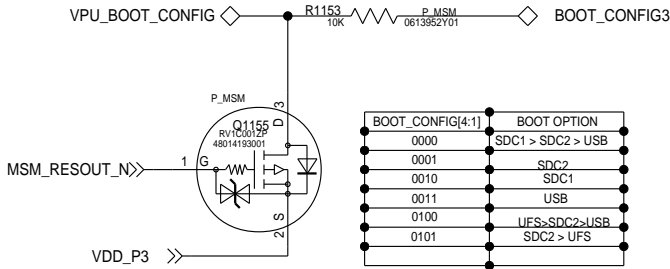 VPU_BOOT_CONFIG
R1153
10K
P_MSM
0613952Y01
BOOT_CONFIG3
P_MSM
3
D
Q1155
RV1C001ZP
48014193001
MSM_RESOUT_N
1
G
2
S
VDD_P3
BOOT_CONFIG[4:1] BOOT OPTION
0000 SDC1 > SDC2 > USB
0001 SDC2
0010 SDC1
0011 USB
0100 UFS>SDC2>USB
0101 SDC2 > UFS